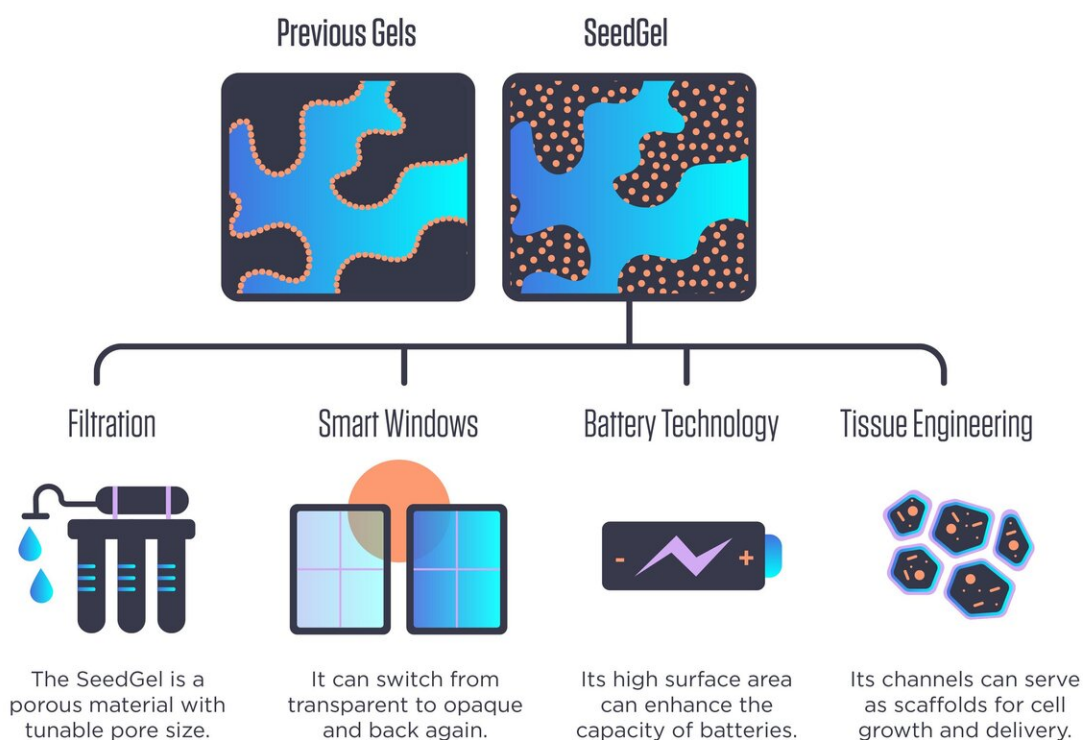 Previous Gels
SeedGel
Filtration
Smart Windows
Battery Technology
Tissue Engineering
-
+
The SeedGel is a
porous material with
tunable pore size.
It can switch from
transparent to opaque
and back again.
Its high surface area
can enhance the
capacity of batteries.
Its channels can serve
as scaffolds for cell
growth and delivery.